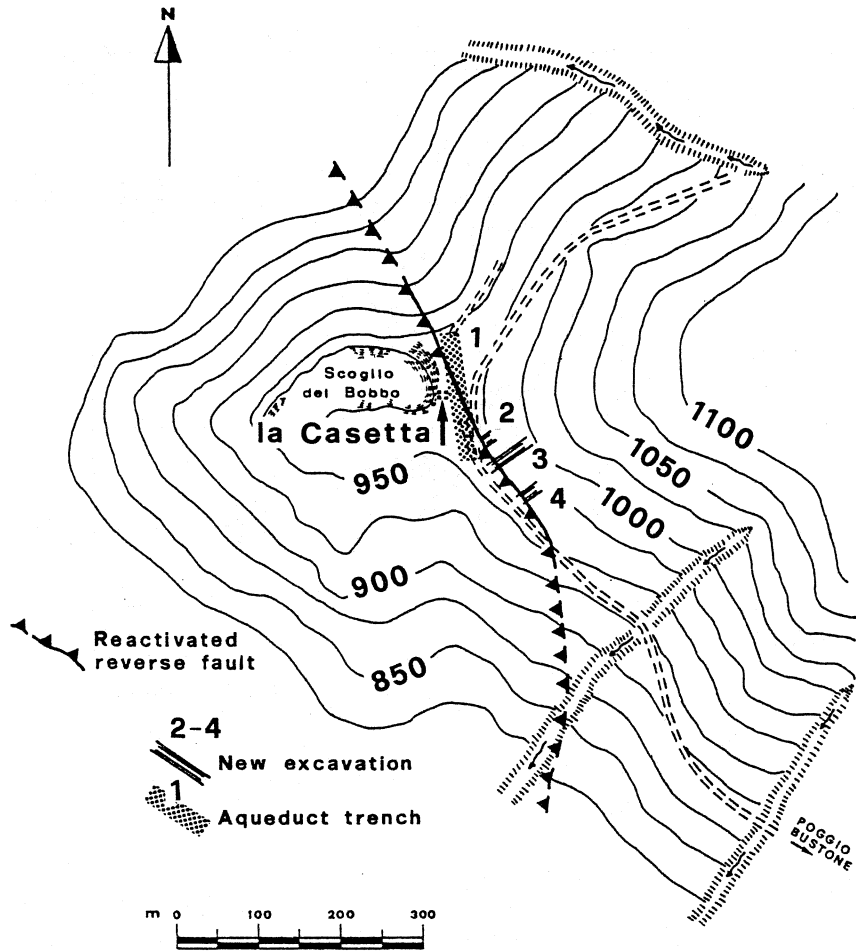 N
1
Scoglio
del Bobbo
la Casetta
2
3
4
950
1100
1050
1000
900
850
Reactivated
reverse fault
2-4
New excavation
1
Aqueduct trench
POGGIO
BUSTONE
m 0 100 200 300